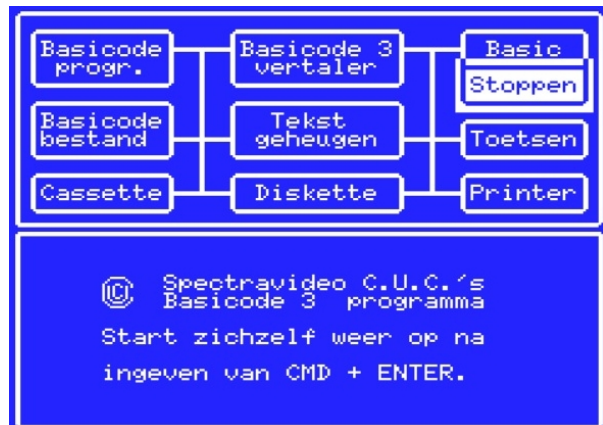 Basicode
progr.
Basicode 3
vertaler
Basic
Stoppen
Basicode
bestand
Tekst
geheugen
Toetsen
Cassette
Diskette
Printer
© Spectravideo C.U.C.'s
Basicode 3 programma
Start zichzelf weer op na
ingeven van CMD + ENTER.